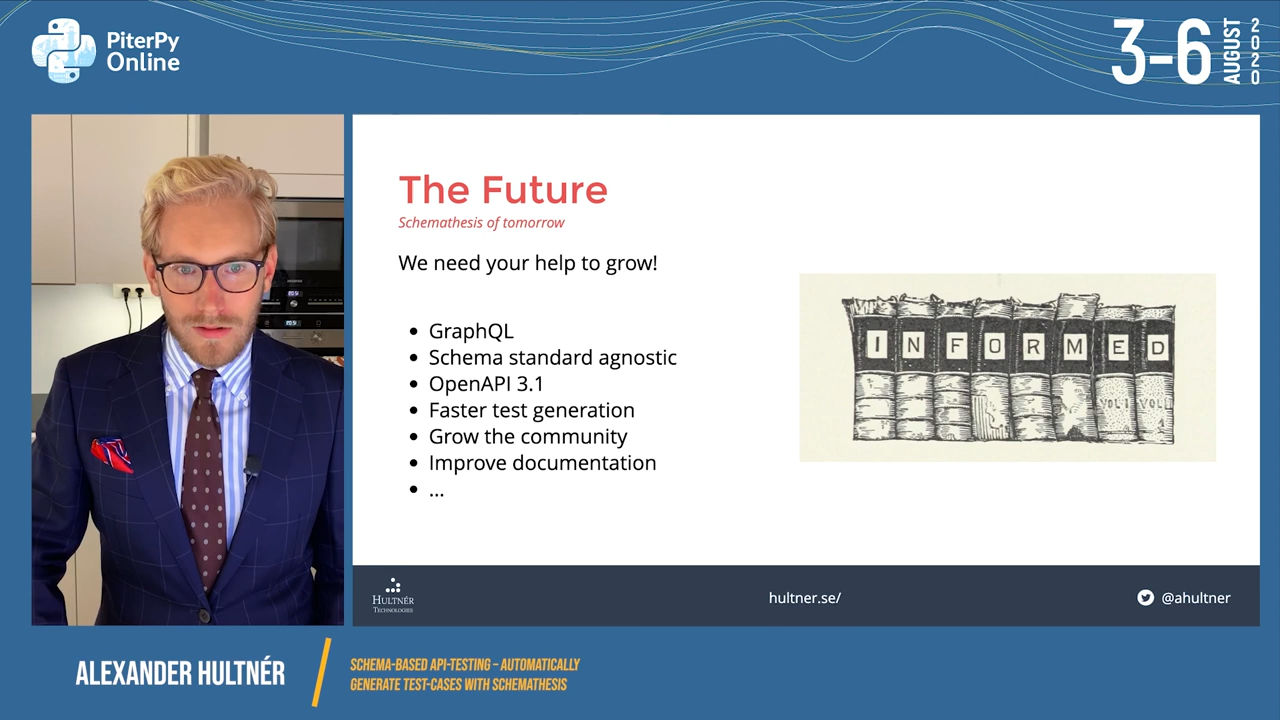 PiterPy
Online
3-6
AUGUST
2020
The Future
Schemathesis of tomorrow
We need your help to grow!
GraphQL
Schema standard agnostic
OpenAPI 3.1
Faster test generation
Grow the community
Improve documentation
...
INFORMED
VOL I VOL I
HULTNÉR
TECHNOLOGIES
hultner.se/
@ahultner
ALEXANDER HULTNÉR
SCHEMA-BASED API-TESTING – AUTOMATICALLY
GENERATE TEST-CASES WITH SCHEMATHESIS